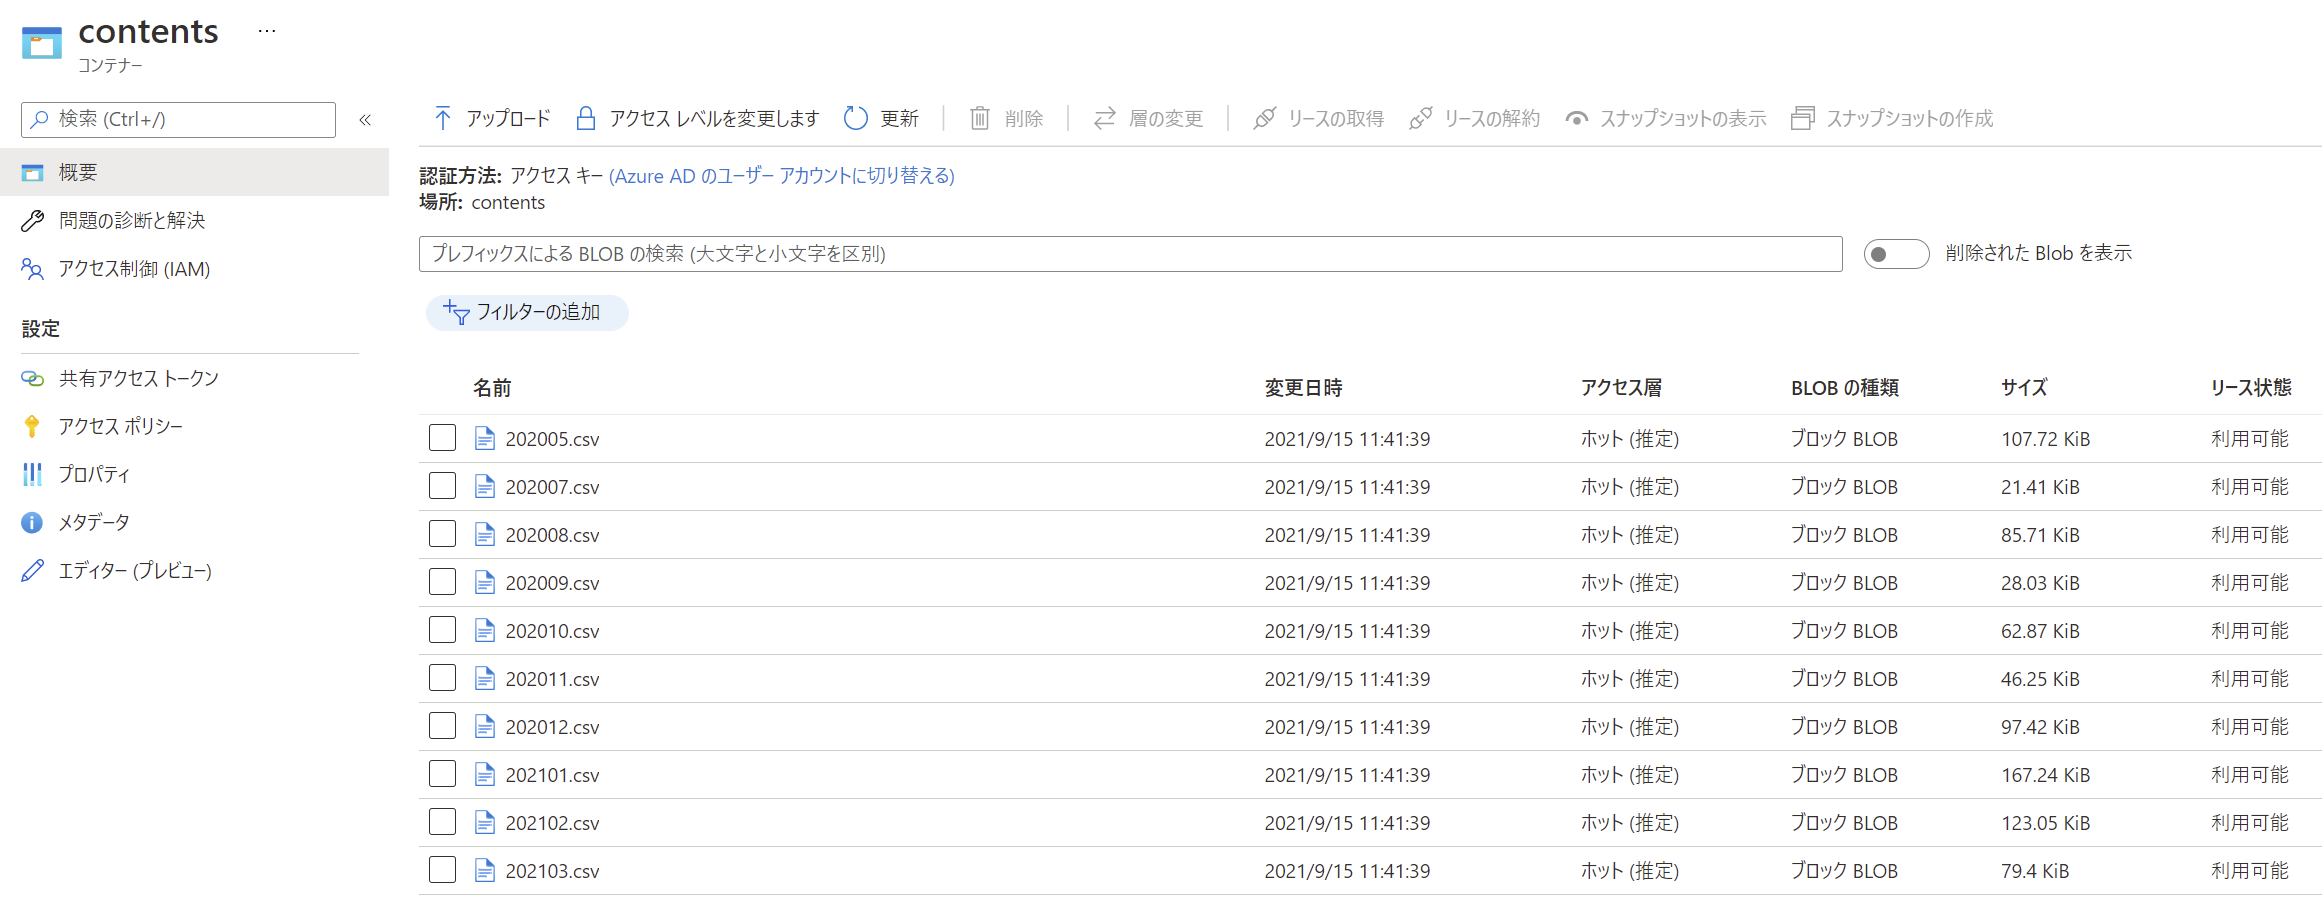 contents …
コンテナー
検索 (Ctrl+/) «
概要
問題の診断と解決
アクセス制御 (IAM)
設定
共有アクセス トークン
アクセス ポリシー
プロパティ
メタデータ
エディター (プレビュー)
アップロード アクセス レベルを変更します 更新 削除 層の変更 リースの取得 リースの解約 スナップショットの表示 スナップショットの作成
認証方法: アクセス キー (Azure AD のユーザー アカウントに切り替える)
場所: contents
プレフィックスによる BLOB の検索 (大文字と小文字を区別) 削除された Blob を表示
フィルターの追加
名前 変更日時 アクセス層 BLOB の種類 サイズ リース状態
202005.csv 2021/9/15 11:41:39 ホット (推定) ブロック BLOB 107.72 KiB 利用可能
202007.csv 2021/9/15 11:41:39 ホット (推定) ブロック BLOB 21.41 KiB 利用可能
202008.csv 2021/9/15 11:41:39 ホット (推定) ブロック BLOB 85.71 KiB 利用可能
202009.csv 2021/9/15 11:41:39 ホット (推定) ブロック BLOB 28.03 KiB 利用可能
202010.csv 2021/9/15 11:41:39 ホット (推定) ブロック BLOB 62.87 KiB 利用可能
202011.csv 2021/9/15 11:41:39 ホット (推定) ブロック BLOB 46.25 KiB 利用可能
202012.csv 2021/9/15 11:41:39 ホット (推定) ブロック BLOB 97.42 KiB 利用可能
202101.csv 2021/9/15 11:41:39 ホット (推定) ブロック BLOB 167.24 KiB 利用可能
202102.csv 2021/9/15 11:41:39 ホット (推定) ブロック BLOB 123.05 KiB 利用可能
202103.csv 2021/9/15 11:41:39 ホット (推定) ブロック BLOB 79.4 KiB 利用可能